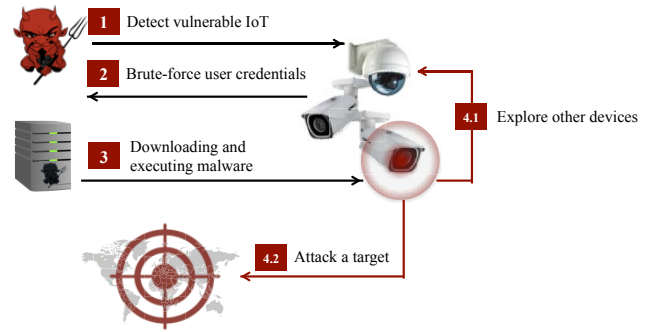 1 Detect vulnerable IoT
2 Brute-force user credentials
4.1 Explore other devices
3 Downloading and
executing malware
4.2 Attack a target